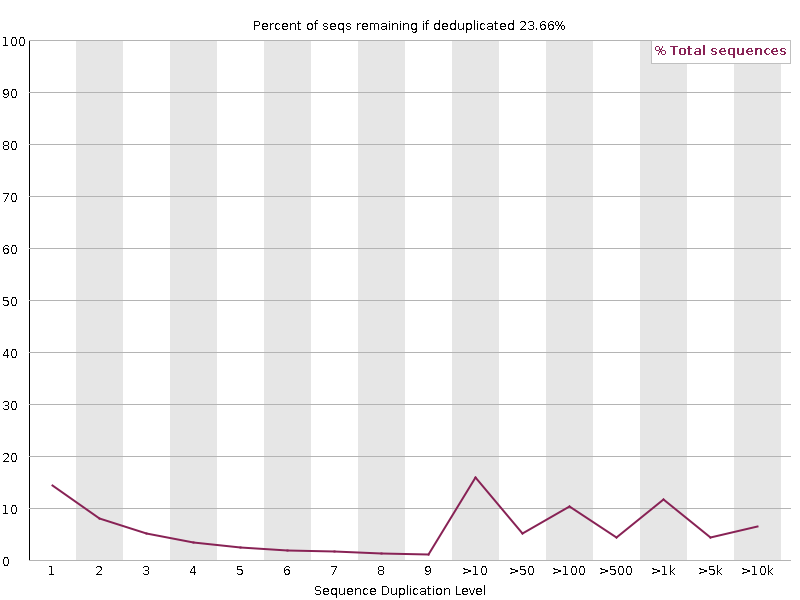 Percent of seqs remaining if deduplicated 23.66%
% Total sequences
100
90
80
70
60
50
40
30
20
10
0
1 2 3 4 5 6 7 8 9 >10 >50 >100 >500 >1k >5k >10k
Sequence Duplication Level